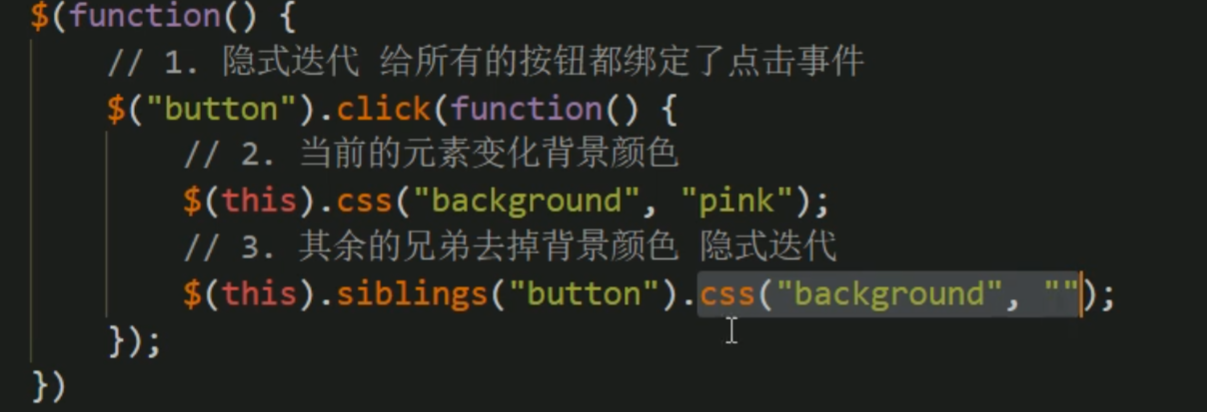 $(function() {
// 1. 隐式迭代 给所有的按钮都绑定了点击事件
$("button").click(function() {
// 2. 当前的元素变化背景颜色
$(this).css("background", "pink");
// 3. 其余的兄弟去掉背景颜色 隐式迭代
$(this).siblings("button").css("background", "");
});
})